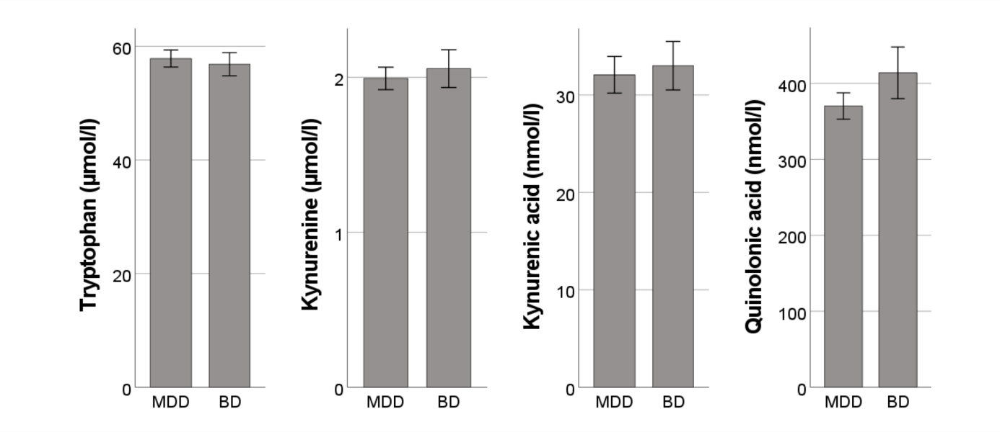 Tryptophan (µmol/l)
60
40
20
0
MDD BD
Kynurenine (µmol/l)
2
1
0
MDD BD
Kynurenic acid (nmol/l)
30
20
10
0
MDD BD
Quinolonic acid (nmol/l)
400
300
200
100
0
MDD BD